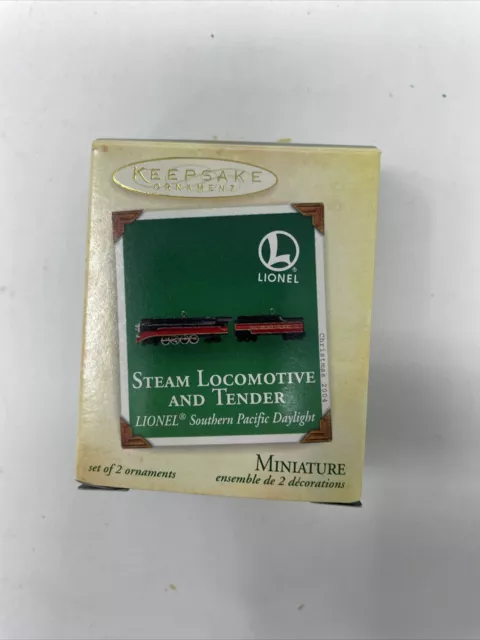 KEEPSAKE
ORNAMENT
L
LIONEL®
Christmas 2004
STEAM LOCOMOTIVE
AND TENDER
LIONEL® Southern Pacific Daylight
set of 2 ornaments
MINIATURE
ensemble de 2 décorations